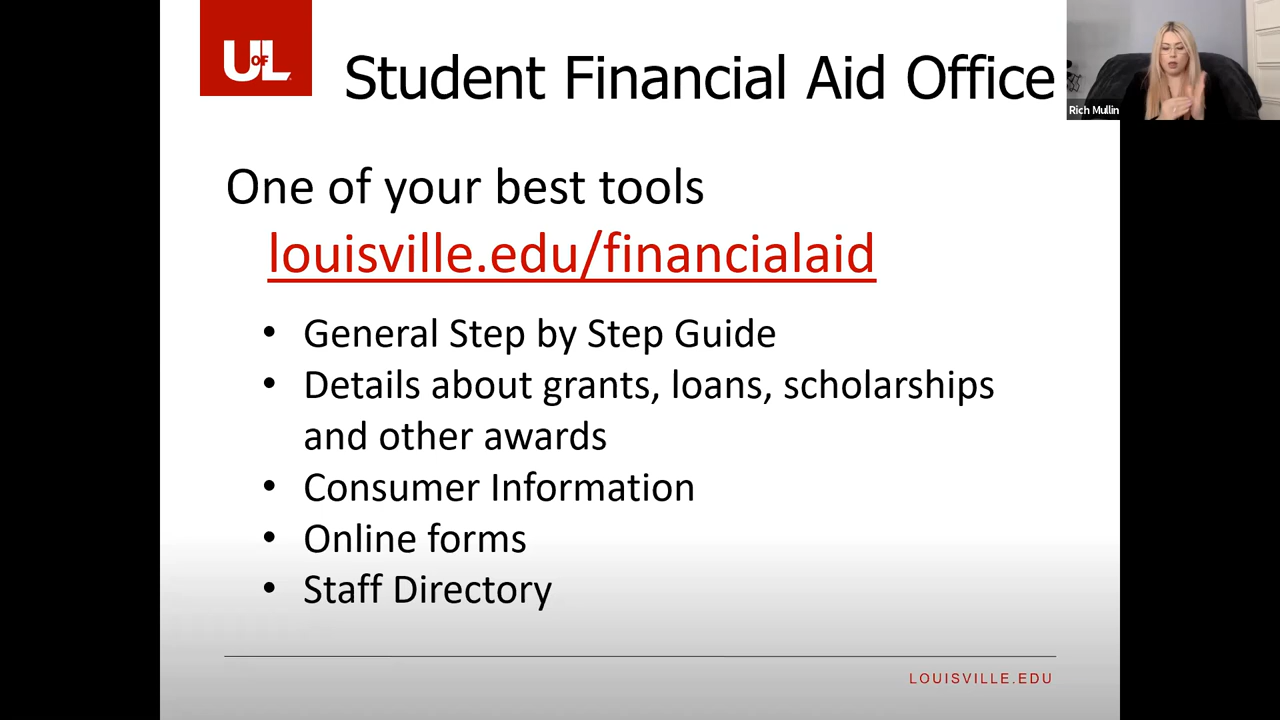 UofL
Student Financial Aid Office
Rich Mullin
One of your best tools
louisville.edu/financialaid
• General Step by Step Guide
• Details about grants, loans, scholarships
and other awards
• Consumer Information
• Online forms
• Staff Directory
LOUISVILLE.EDU